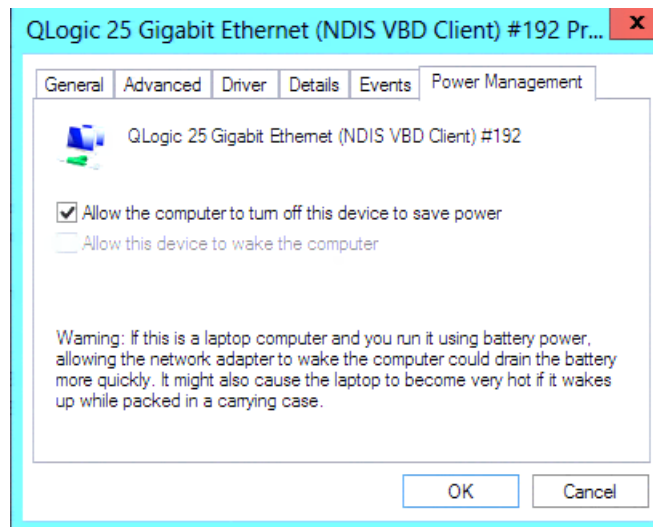 QLogic 25 Gigabit Ethernet (NDIS VBD Client) #192 Pr...
x
General Advanced Driver Details Events Power Management
QLogic 25 Gigabit Ethernet (NDIS VBD Client) #192
Allow the computer to turn off this device to save power
Allow this device to wake the computer
Warning: If this is a laptop computer and you run it using battery power,
allowing the network adapter to wake the computer could drain the battery
more quickly. It might also cause the laptop to become very hot if it wakes
up while packed in a carrying case.
OK Cancel